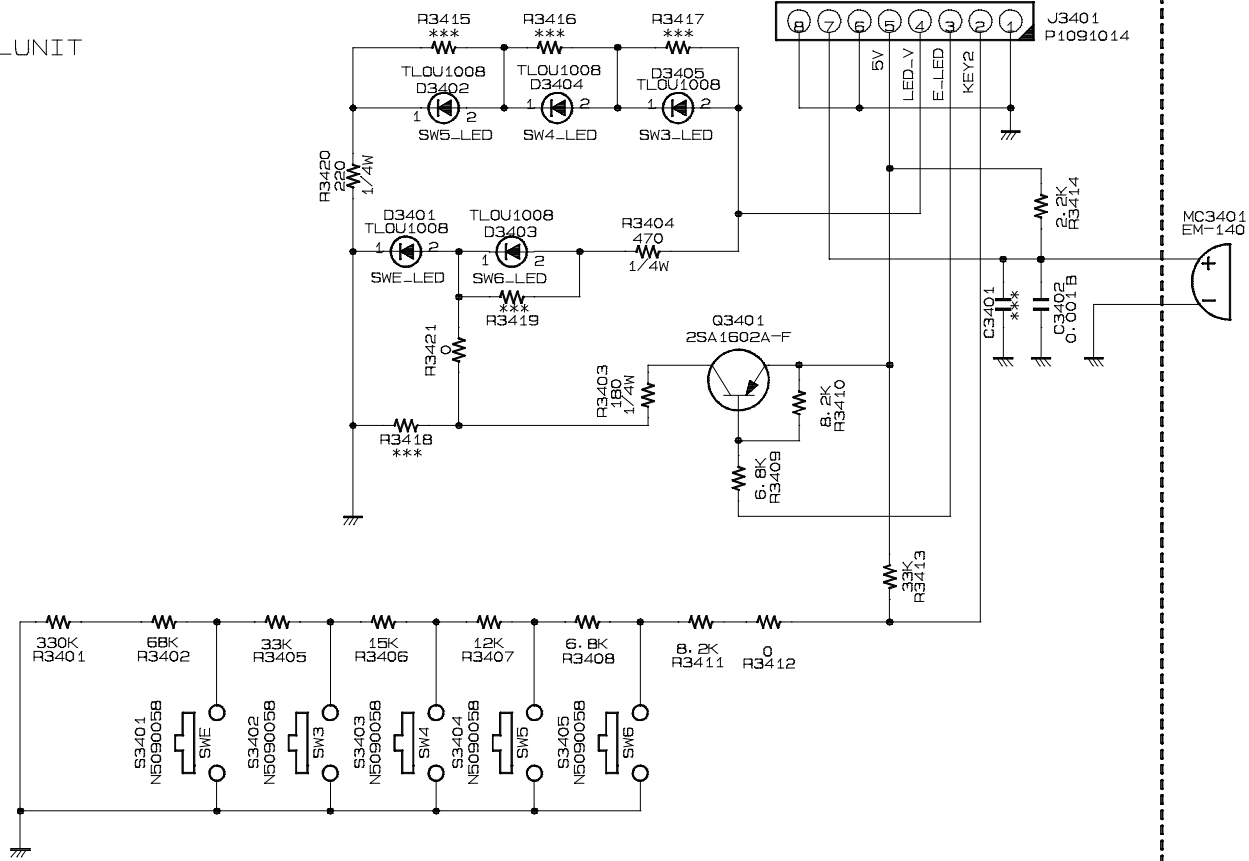 _UNIT
R3415
***
R3416
***
R3417
***
TLOU1008
D3402
1 2
SW5_LED
TLOU1008
D3404
1 2
SW4_LED
D3405
TLOU1008
1 2
SW3_LED
8 7 6 5 4 3 2 1
J3401
P1091014
5V
LED_V
E_LED
KEY2
R3420
220
1/4W
D3401
TLOU1008
1 2
SWE_LED
TLOU1008
D3403
1 2
SW6_LED
R3404
470
1/4W
***
R3419
R3421
0
R3418
***
R3403
180
1/4W
Q3401
2SA1602A-F
8.2K
R3410
6.8K
R3409
2.2K
R3414
C3401
***
C3402
0.001 B
MC3401
EM-140
+
-
33K
R3413
330K
R3401
68K
R3402
33K
R3405
15K
R3406
12K
R3407
6.8K
R3408
8.2K
R3411
0
R3412
S3401
N5090058
SWE
S3402
N5090058
SW3
S3403
N5090058
SW4
S3404
N5090058
SW5
S3405
N5090058
SW6